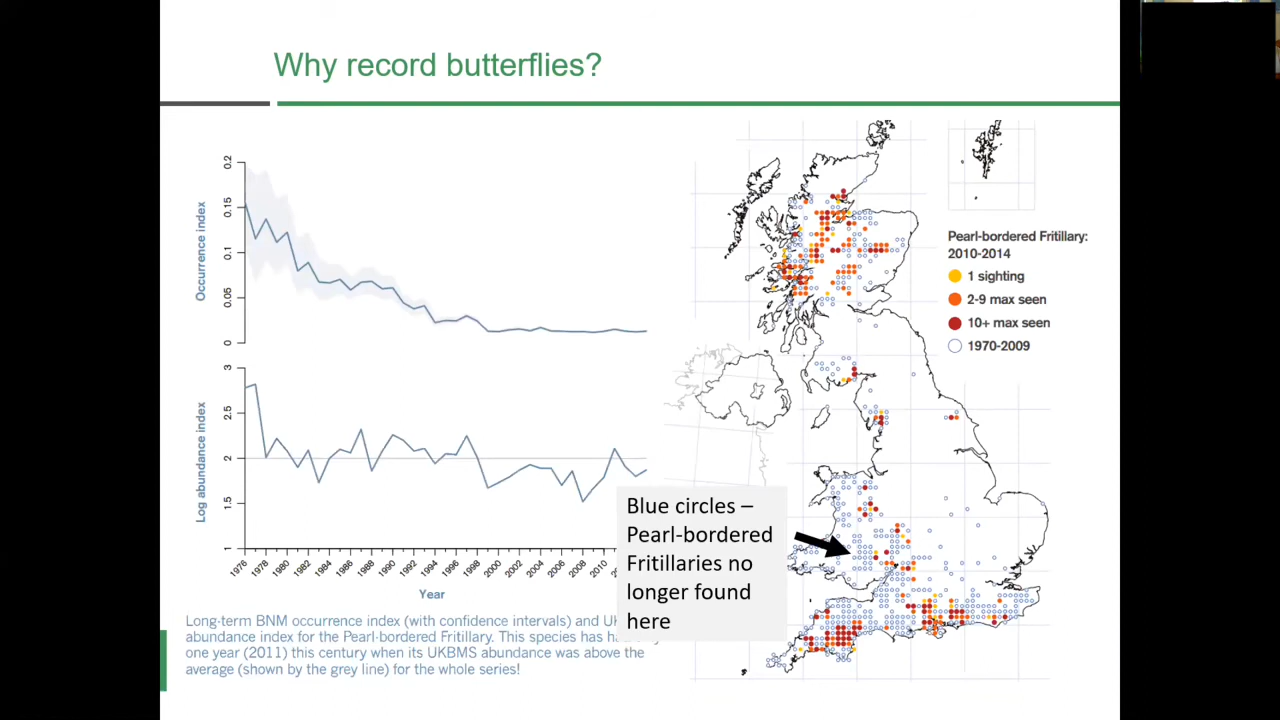 Why record butterflies?
Occurrence index
0.2
0.15
0.1
0.05
0
Log abundance index
3
2.5
2
1.5
1
1976
1978
1980
1982
1984
1986
1988
1990
1992
1994
1996
1998
2000
2002
2004
2006
2008
2010
Year
Long-term BNM occurrence index (with confidence intervals) and
abundance index for the Pearl-bordered Fritillary. This species has
one year (2011) this century when its UKBMS abundance was above the
average (shown by the grey line) for the whole series!
Blue circles –
Pearl-bordered
Fritillaries no
longer found
here
Pearl-bordered Fritillary:
2010-2014
1 sighting
2-9 max seen
10+ max seen
1970-2009